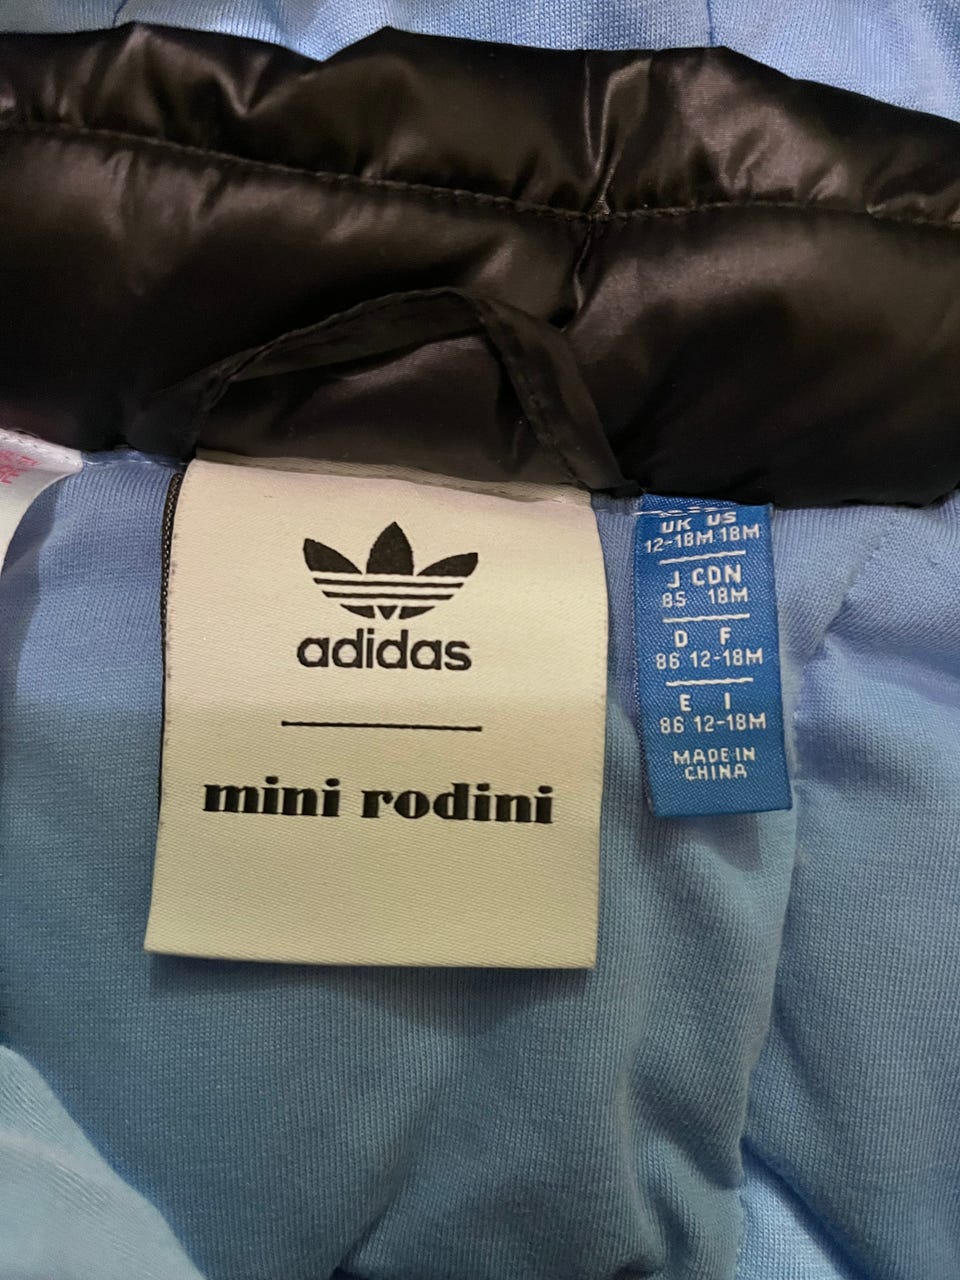 adidas
mini rodini
UK US
12-18M 18M
J CDN
85 18M
D F
86 12-18M
E I
86 12-18M
MADE IN
CHINA